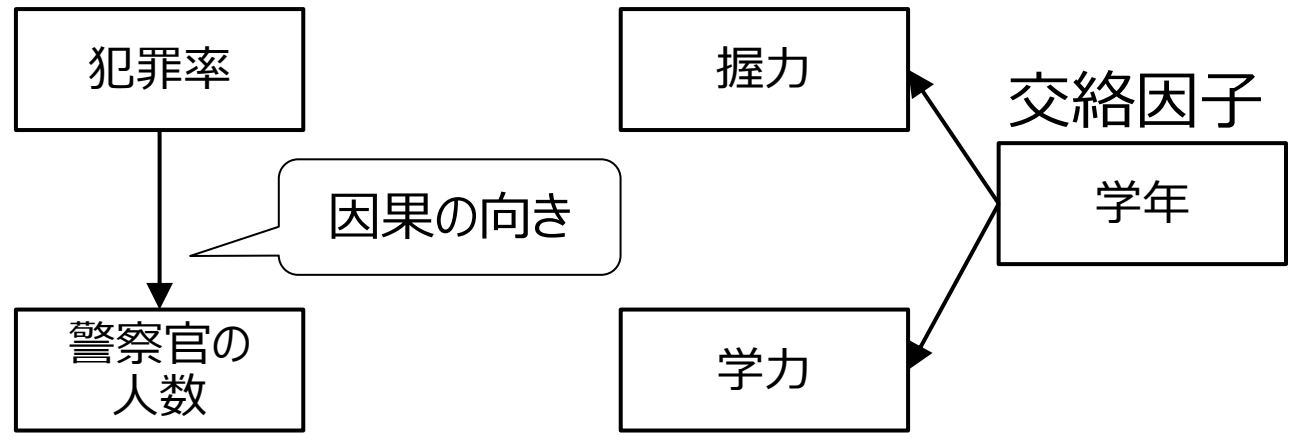 犯罪率
因果の向き
警察官の
人数
握力
交絡因子
学年
学力